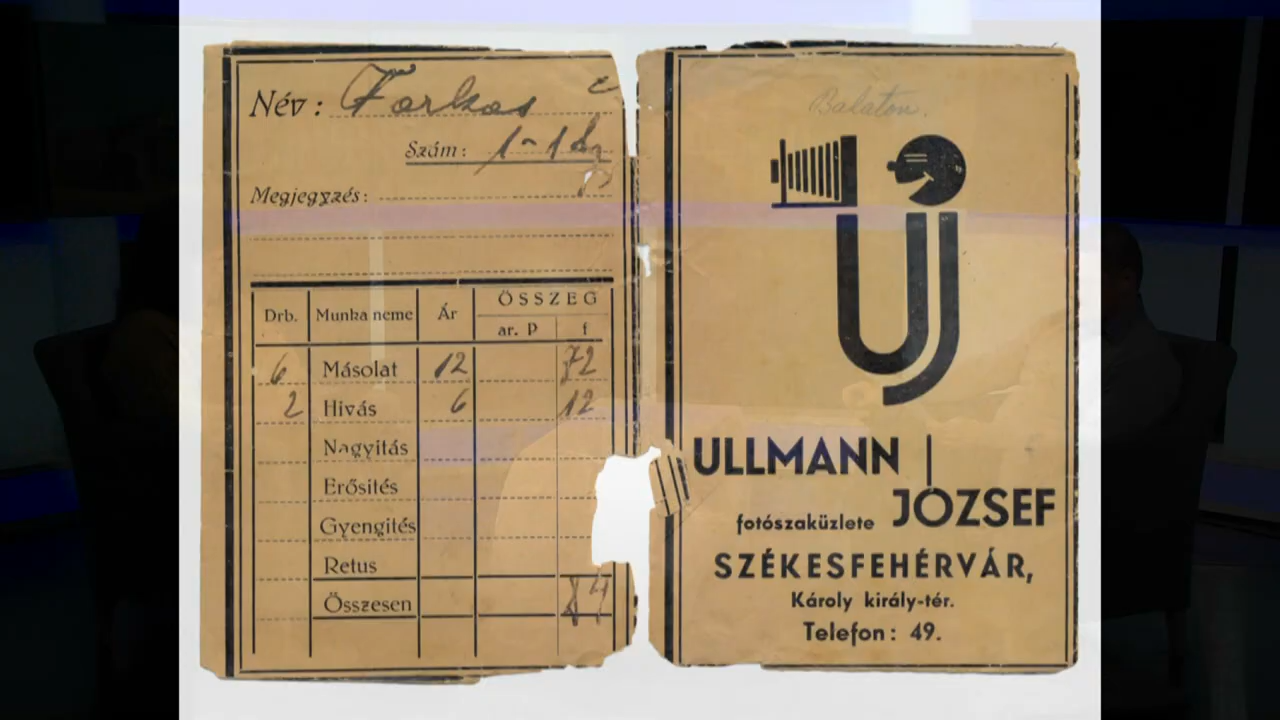 Név: Farkas
Szám:
Megjegyzés:
Drb. Munka neme Ár ÖSSZEG
ar. P f
6 Másolat 12 72
2 Hivás 6 12
Nagyitás
Erősités
Gyengités
Retus
Összesen 84
Balaton.
UJ
ULLMANN
JÓZSEF
fotószaküzlete
SZÉKESFEHÉRVÁR,
Károly király-tér.
Telefon: 49.